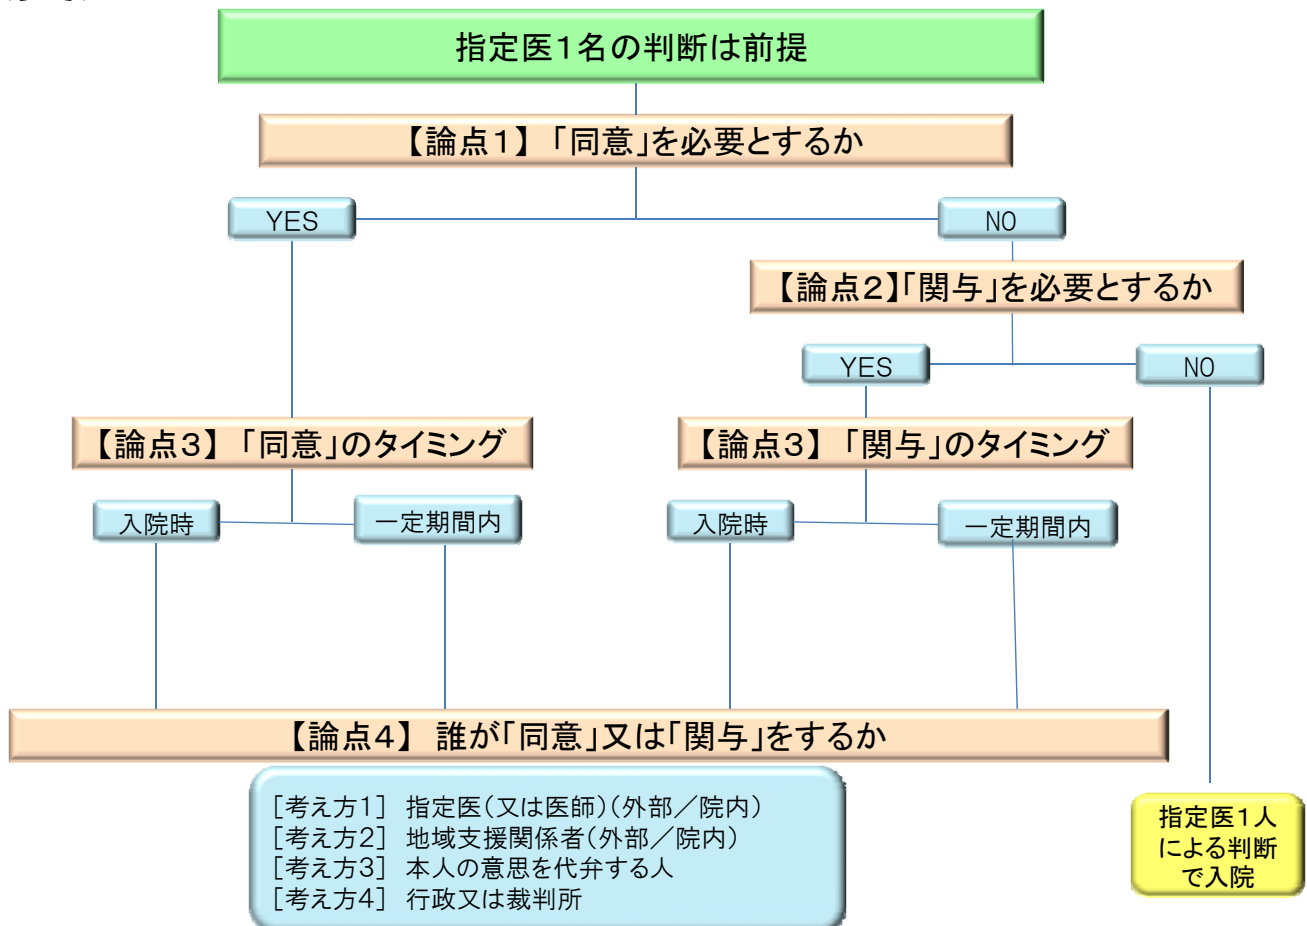 指定医1名の判断は前提
【論点1】「同意」を必要とするか
YES
NO
【論点2】「関与」を必要とするか
YES
NO
【論点3】「同意」のタイミング
【論点3】「関与」のタイミング
入院時
一定期間内
入院時
一定期間内
【論点4】 誰が「同意」又は「関与」をするか
[考え方1] 指定医(又は医師)(外部/院内)
[考え方2] 地域支援関係者(外部/院内)
[考え方3] 本人の意思を代弁する人
[考え方4] 行政又は裁判所
指定医1人
による判断
で入院